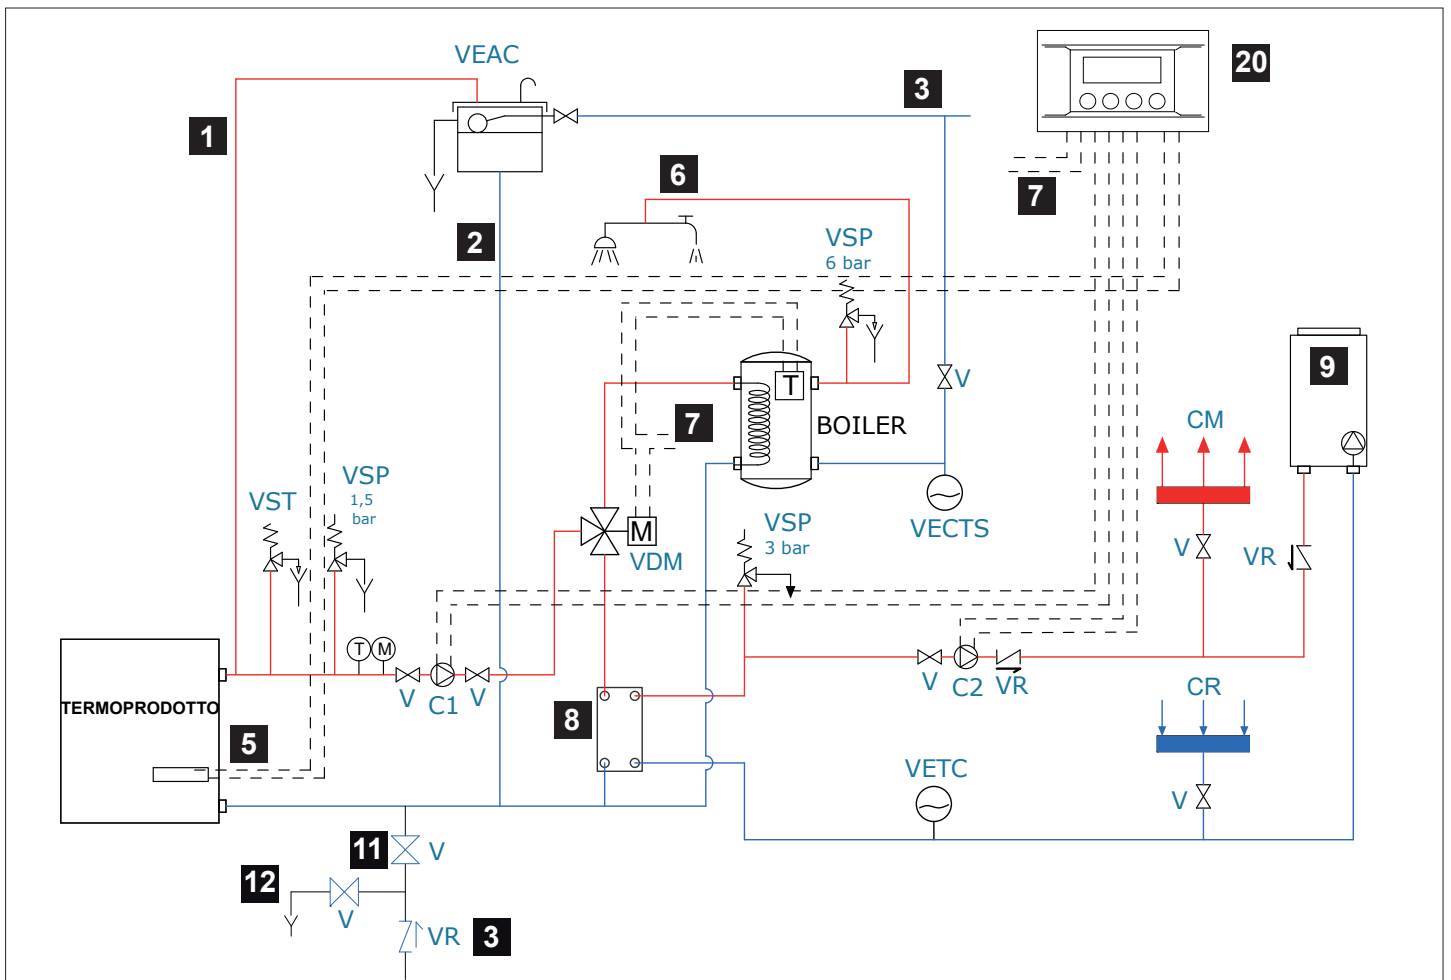 VEAC
20
3
1
7
6
2
VSP
6 bar
9
V
T
CM
7
BOILER
VSP
1,5
bar
VST
VECTS
VSP
3 bar
M
VDM
V
VR
T
M
V
C1
V
V
C2
VR
CR
TERMOPRODOTTO
8
5
VETC
V
11
V
12
V
VR
3